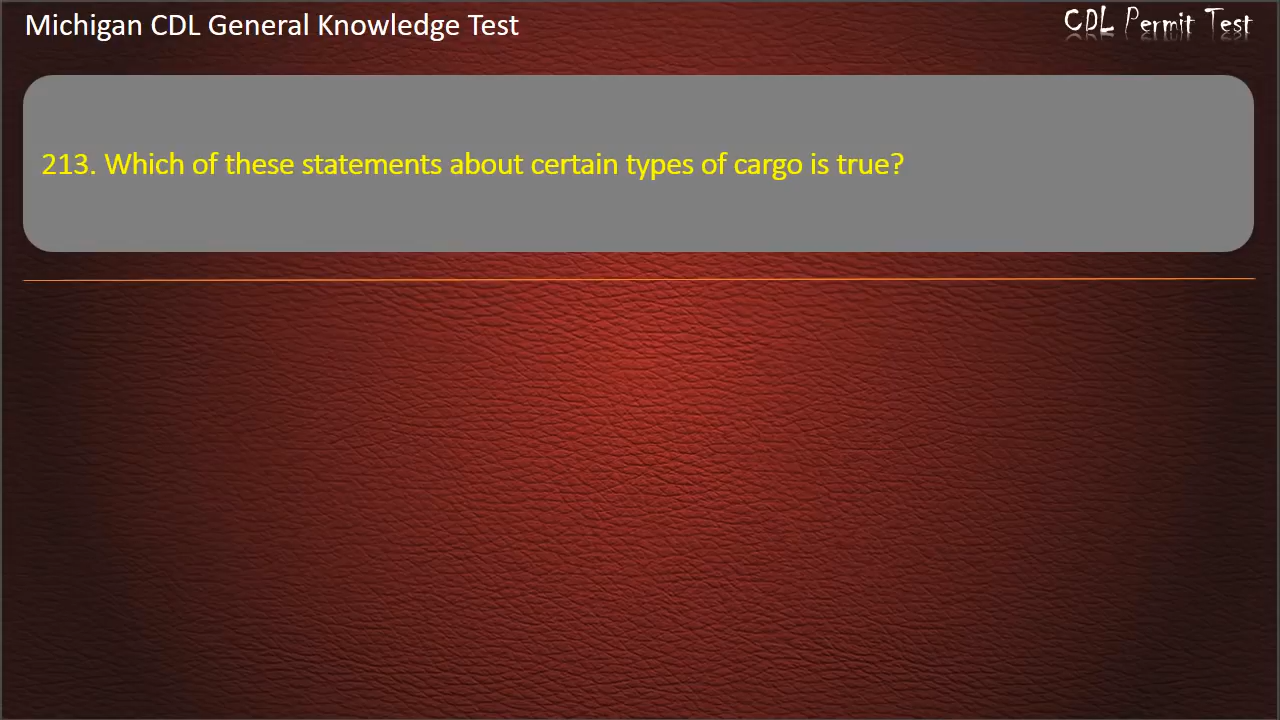 Michigan CDL General Knowledge Test
CDL Permit Test
213. Which of these statements about certain types of cargo is true?